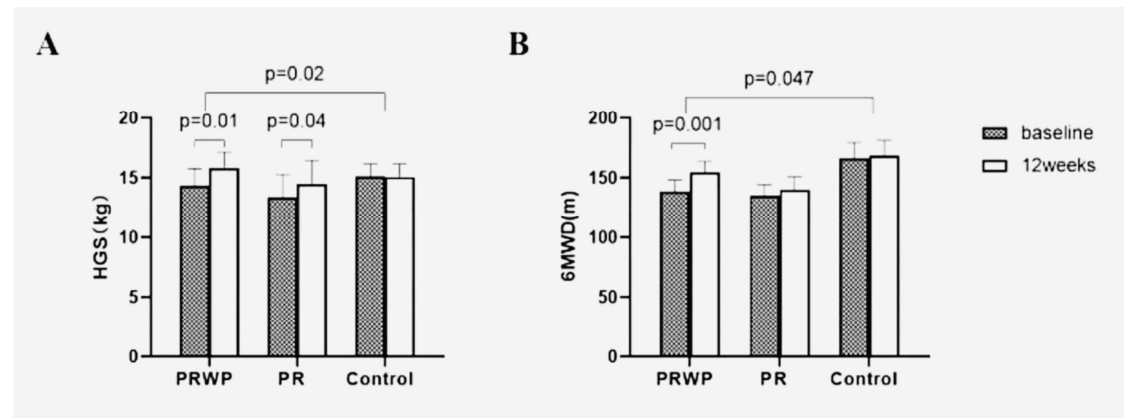 A
p=0.02
20
p=0.01 p=0.04
15
10
5
0
HGS(kg)
PRWP PR Control
B
p=0.047
200
p=0.001
150
100
50
0
6MWD(m)
PRWP PR Control
baseline
12weeks